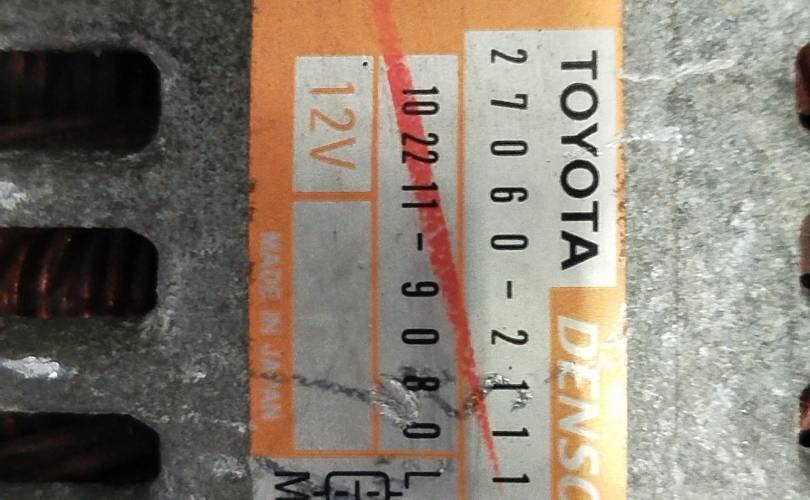 TOYOTA DENSO
27060-2111
102211-9080 L
12V
M
MADE IN JAPAN